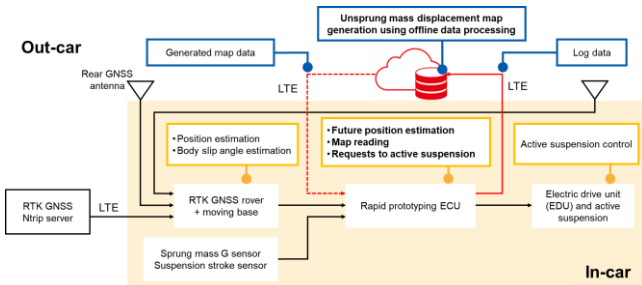 Out-car
Generated map data
Unsprung mass displacement map
generation using offline data processing
Log data
Rear GNSS
antenna
LTE
LTE
• Position estimation
• Body slip angle estimation
• Future position estimation
• Map reading
• Requests to active suspension
Active suspension control
RTK GNSS
Ntrip server
LTE
RTK GNSS rover
+ moving base
Rapid prototyping ECU
Electric drive unit
(EDU) and active
suspension
Sprung mass G sensor
Suspension stroke sensor
In-car